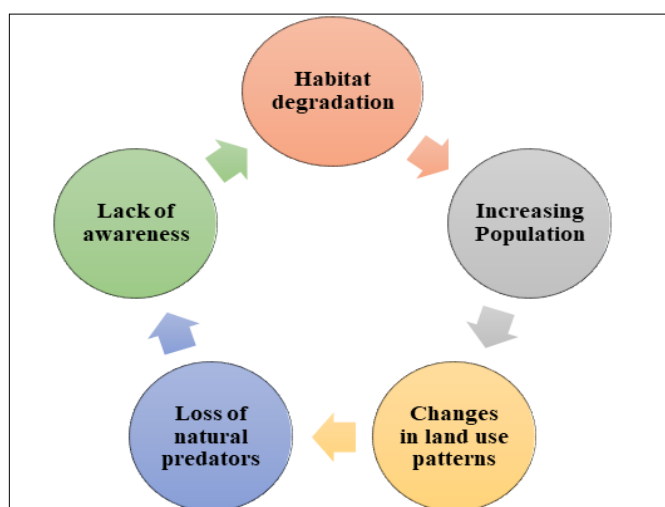 Habitat
degradation
Increasing
Population
Changes
in land use
patterns
Loss of
natural
predators
Lack of
awareness